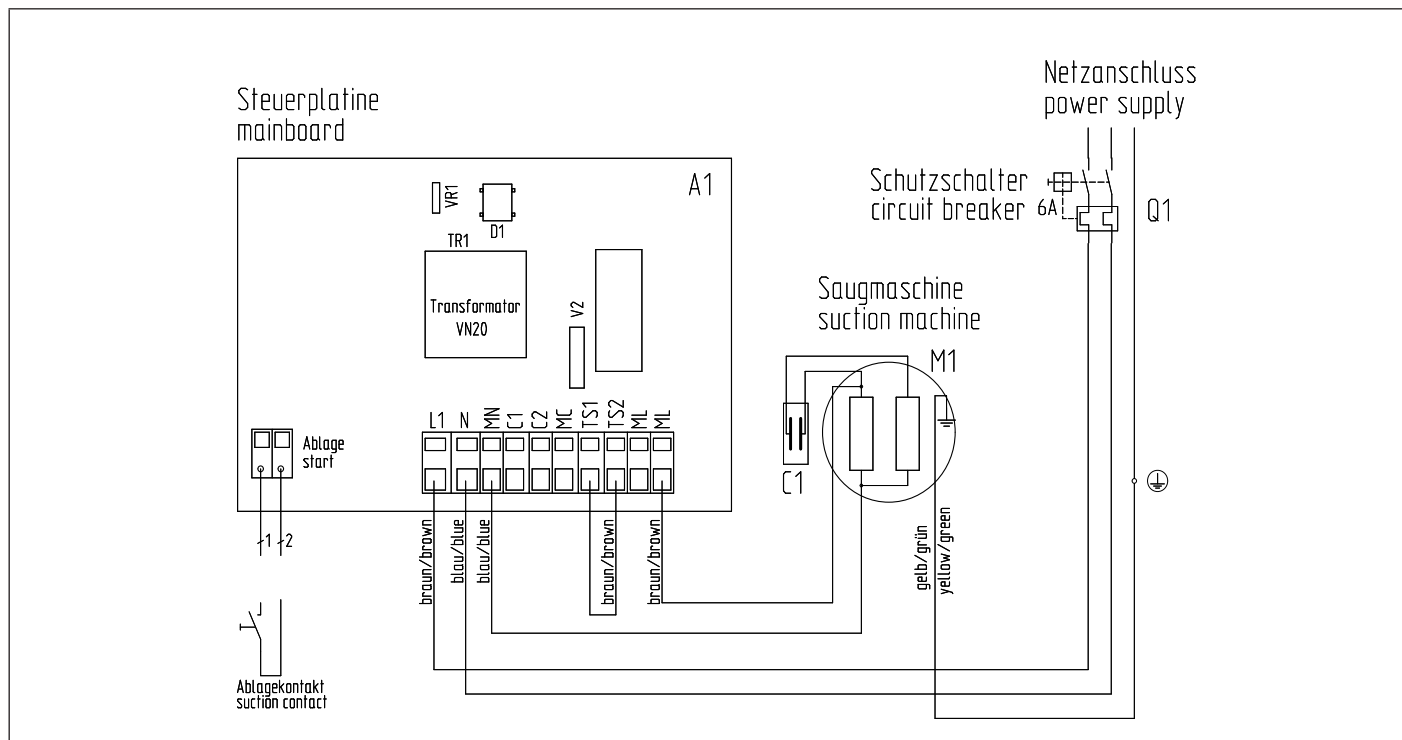 Netzanschluss
power supply
Steuerplatine
mainboard
A1
Schutzschalter
circuit breaker
6A
Q1
VR1
D1
TR1
Transformator
VN20
V2
Saugmaschine
suction machine
M1
C1
L1 N MN C1 C2 MC TS1 TS2 ML ML
Ablage
start
1 2
braun/brown
blau/blue
blau/blue
braun/brown
braun/brown
gelb/grün
yellow/green
Ablagekontakt
suction contact